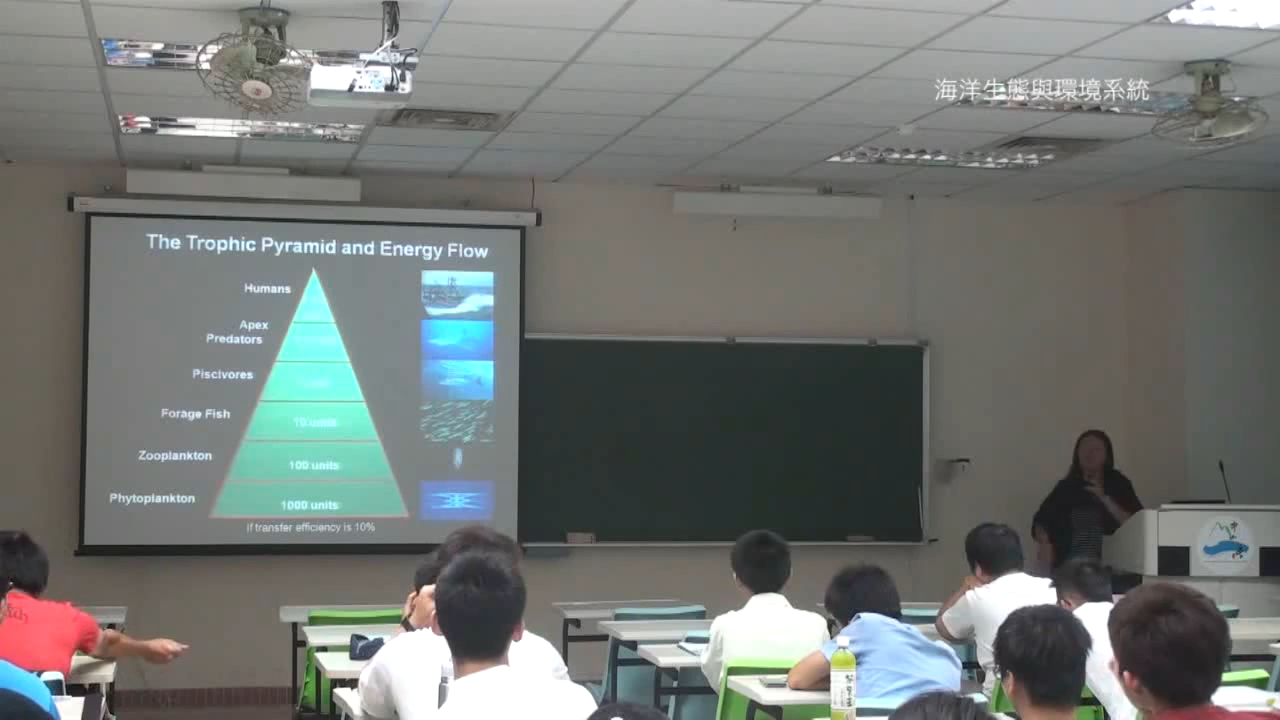 海洋生態與環境系統
The Trophic Pyramid and Energy Flow
Humans
Apex
Predators
Piscivores
Forage Fish
10 units
Zooplankton
100 units
Phytoplankton
1000 units
if transfer efficiency is 10%